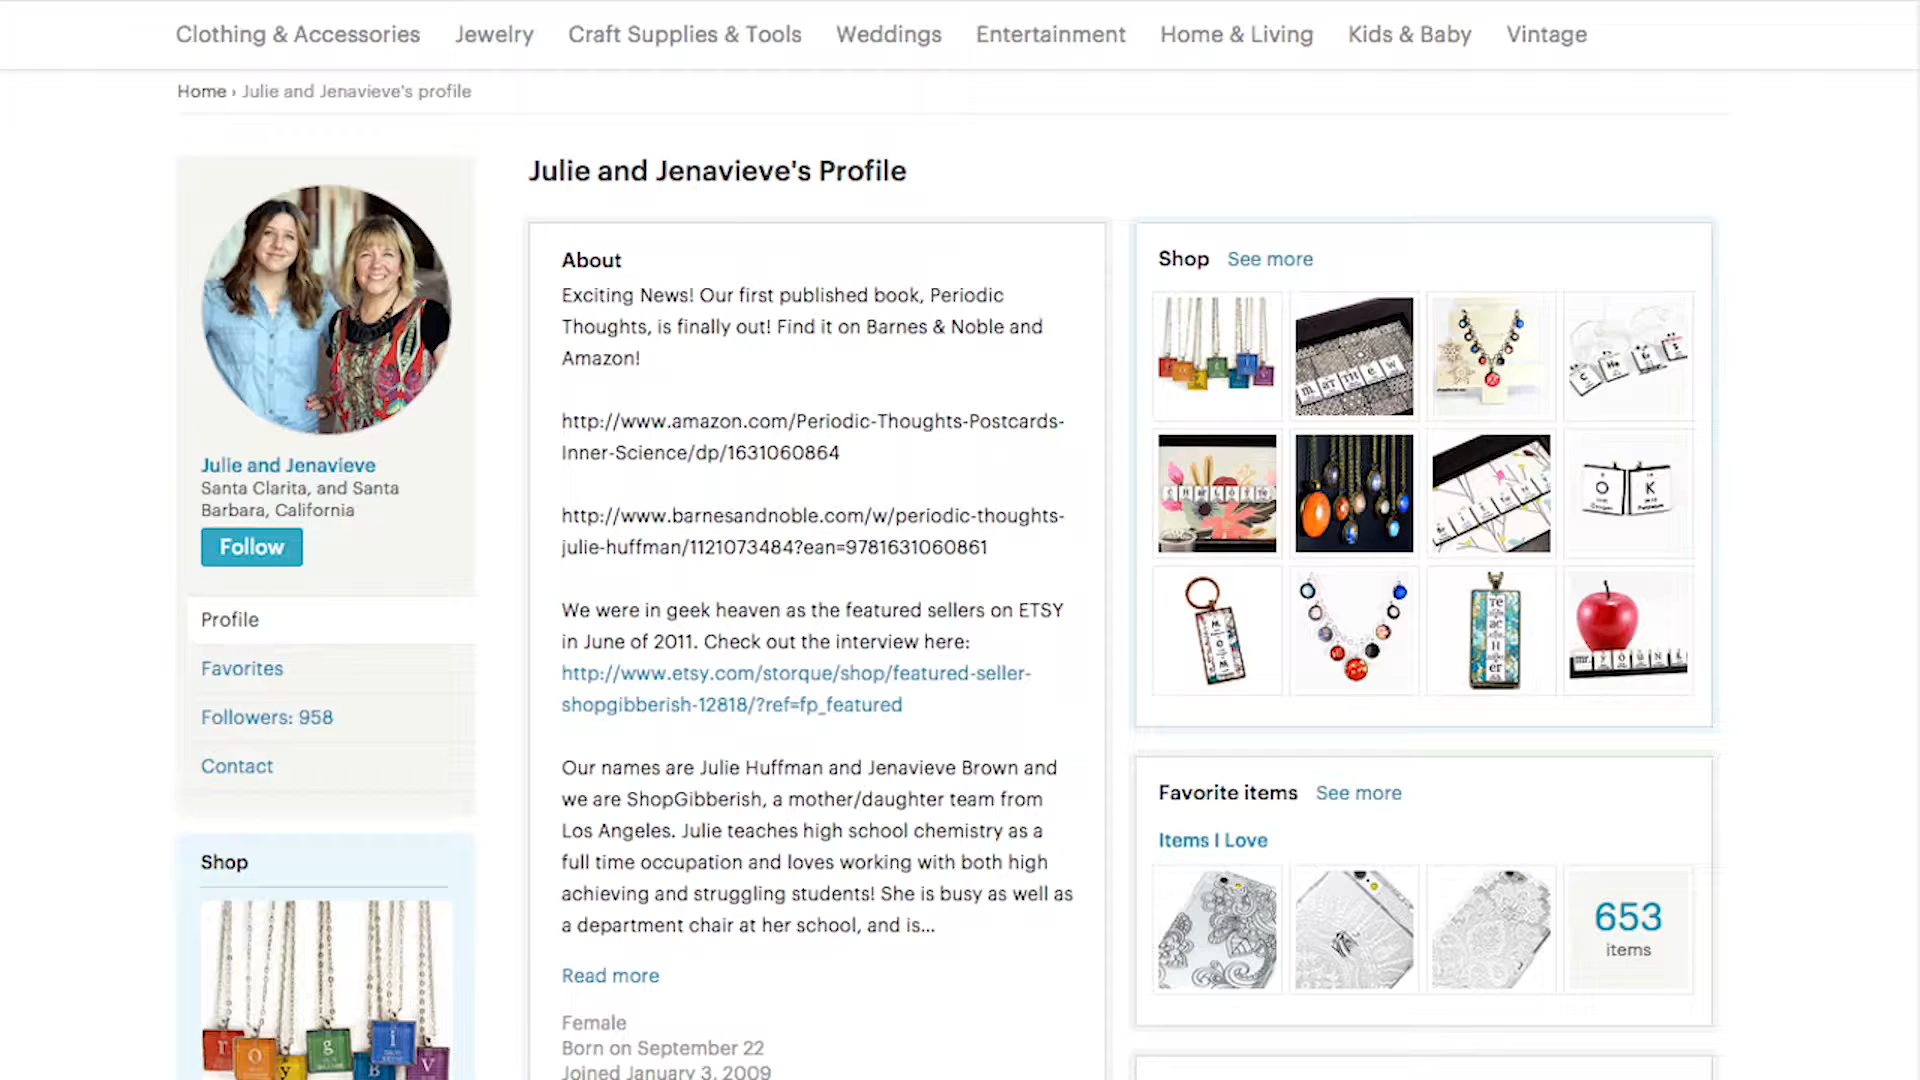 Clothing & Accessories Jewelry Craft Supplies & Tools Weddings Entertainment Home & Living Kids & Baby Vintage
Home › Julie and Jenavieve's profile
Julie and Jenavieve
Santa Clarita, and Santa
Barbara, California
Follow
Profile
Favorites
Followers: 958
Contact
Shop
r o y g B i v
Julie and Jenavieve's Profile
About
Exciting News! Our first published book, Periodic
Thoughts, is finally out! Find it on Barnes & Noble and
Amazon!
http://www.amazon.com/Periodic-Thoughts-Postcards-
Inner-Science/dp/1631060864
http://www.barnesandnoble.com/w/periodic-thoughts-
julie-huffman/1121073484?ean=9781631060861
We were in geek heaven as the featured sellers on ETSY
in June of 2011. Check out the interview here:
http://www.etsy.com/storque/shop/featured-seller-
shopgibberish-12818/?ref=fp_featured
Our names are Julie Huffman and Jenavieve Brown and
we are ShopGibberish, a mother/daughter team from
Los Angeles. Julie teaches high school chemistry as a
full time occupation and loves working with both high
achieving and struggling students! She is busy as well as
a department chair at her school, and is...
Read more
Female
Born on September 22
Joined January 3, 2009
Shop See more
O K
Te
ac
H
er
Favorite items See more
Items I Love
653
items